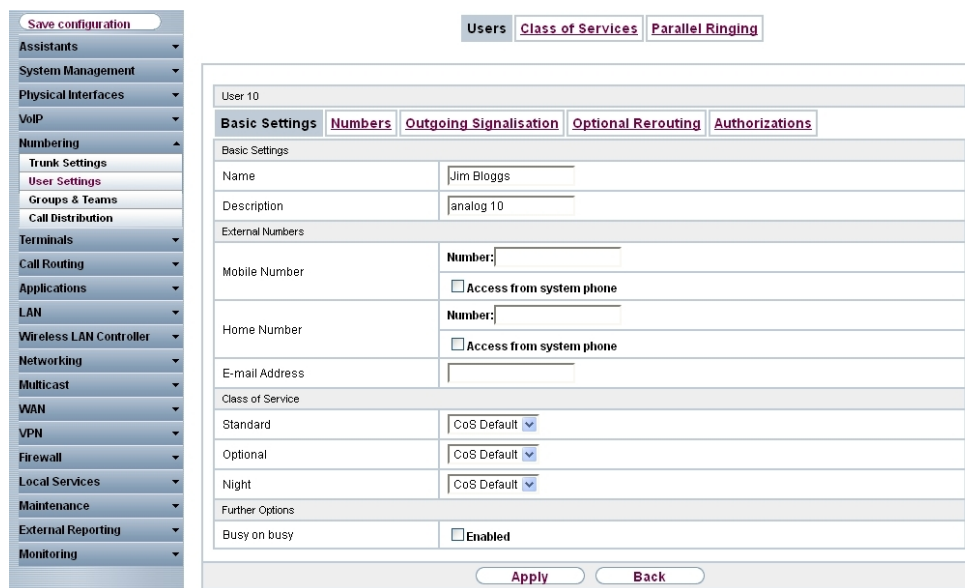 Save configuration
Assistants
System Management
Physical Interfaces
VoIP
Numbering
Trunk Settings
User Settings
Groups & Teams
Call Distribution
Terminals
Call Routing
Applications
LAN
Wireless LAN Controller
Networking
Multicast
WAN
VPN
Firewall
Local Services
Maintenance
External Reporting
Monitoring
Users Class of Services Parallel Ringing
User 10
Basic Settings Numbers Outgoing Signalisation Optional Rerouting Authorizations
Basic Settings
Name Jim Bloggs
Description analog 10
External Numbers
Mobile Number Number:
Access from system phone
Home Number Number:
Access from system phone
E-mail Address
Class of Service
Standard CoS Default
Optional CoS Default
Night CoS Default
Further Options
Busy on busy Enabled
Apply Back